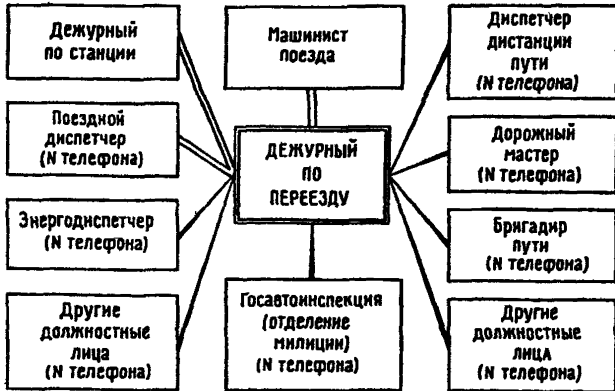 Дежурный
по станции
Машинист
поезда
Диспетчер
дистанции
пути
(N телефона)
Поездной
диспетчер
(N телефона)
ДЕЖУРНЫЙ
ПО
ПЕРЕЕЗДУ
Дорожный
мастер
(N телефона)
Энергодиспетчер
(N телефона)
Бригадир
пути
(N телефона)
Другие
должностные
лица
(N телефона)
Госавтоинспекция
(отделение
милиции)
(N телефона)
Другие
должностные
лица
(N телефона)